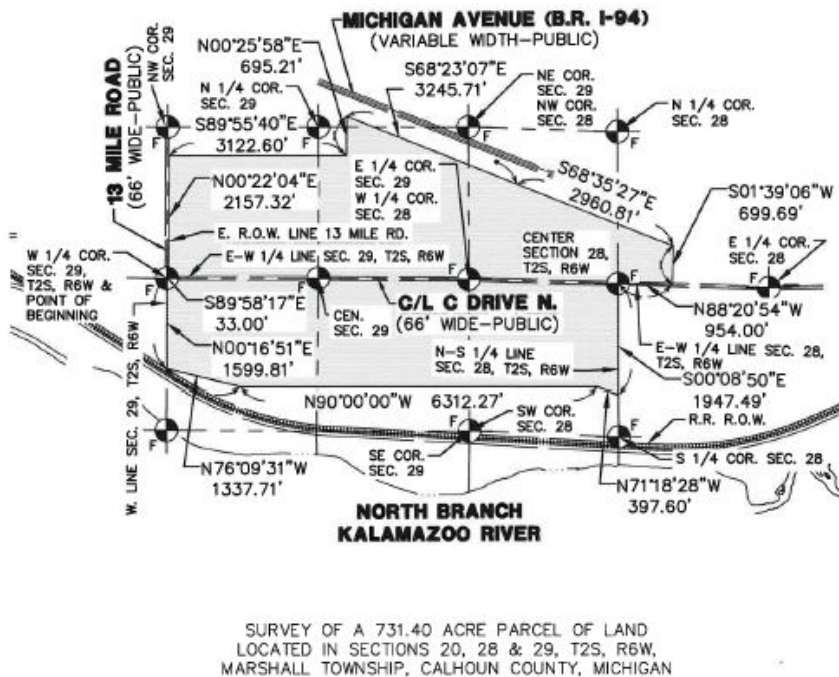 MICHIGAN AVENUE (B.R. I-94)
(VARIABLE WIDTH-PUBLIC)
N00°25'58"E
695.21'
NW COR.
SEC. 29
13 MILE ROAD
(66' WIDE-PUBLIC)
N 1/4 COR.
SEC. 29
S68°23'07"E
3245.71'
NE COR.
SEC. 29
NW COR.
SEC. 28
N 1/4 COR.
SEC. 28
F
F
F
F
S89°55'40"E
3122.60'
N00°22'04"E
2157.32'
E 1/4 COR.
SEC. 29
W 1/4 COR.
SEC. 28
S68°35'27"E
2960.81'
S01°39'06"W
699.69'
E. R.O.W. LINE 13 MILE RD.
E-W 1/4 LINE SEC. 29, T2S, R6W
CENTER
SECTION 28,
T2S, R6W
E 1/4 COR.
SEC. 28
W 1/4 COR.
SEC. 29,
T2S, R6W &
POINT OF
BEGINNING
F
F
F
F
F
S89°58'17"E
33.00'
CEN.
SEC. 29
C/L C DRIVE N.
(66' WIDE-PUBLIC)
N88°20'54"W
954.00'
N00°16'51"E
1599.81'
N-S 1/4 LINE
SEC. 28, T2S, R6W
E-W 1/4 LINE SEC. 28,
T2S, R6W
S00°08'50"E
1947.49'
W. LINE SEC. 29, T2S, R6W
N90°00'00"W 6312.27'
SW COR.
SEC. 28
R.R. R.O.W.
F
F
F
SE COR.
SEC. 29
S 1/4 COR. SEC. 28
N76°09'31"W
1337.71'
N71°18'28"W
397.60'
NORTH BRANCH
KALAMAZOO RIVER
SURVEY OF A 731.40 ACRE PARCEL OF LAND
LOCATED IN SECTIONS 20, 28 & 29, T2S, R6W,
MARSHALL TOWNSHIP, CALHOUN COUNTY, MICHIGAN